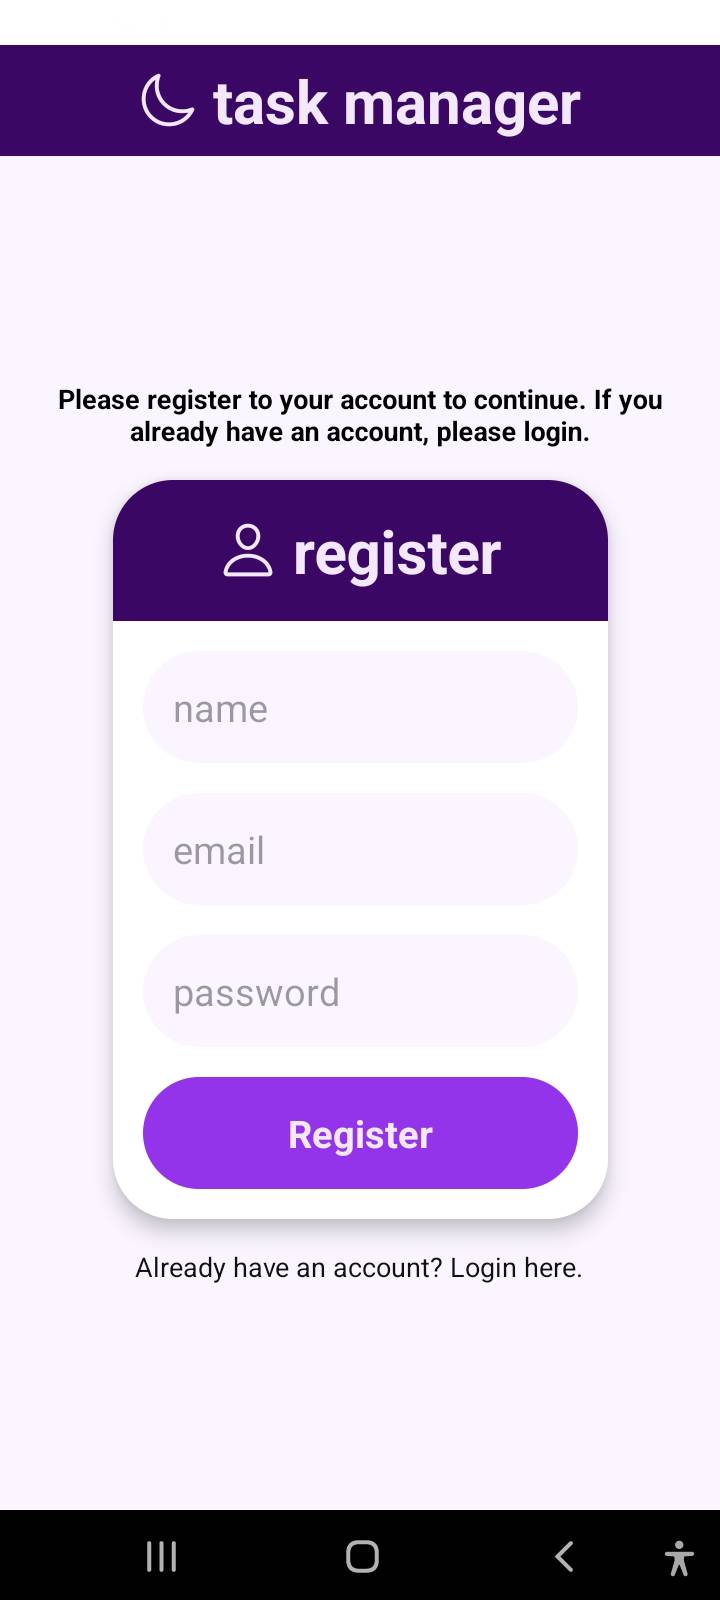 task manager
Please register to your account to continue. If you
already have an account, please login.
register
name
email
password
Register
Already have an account? Login here.